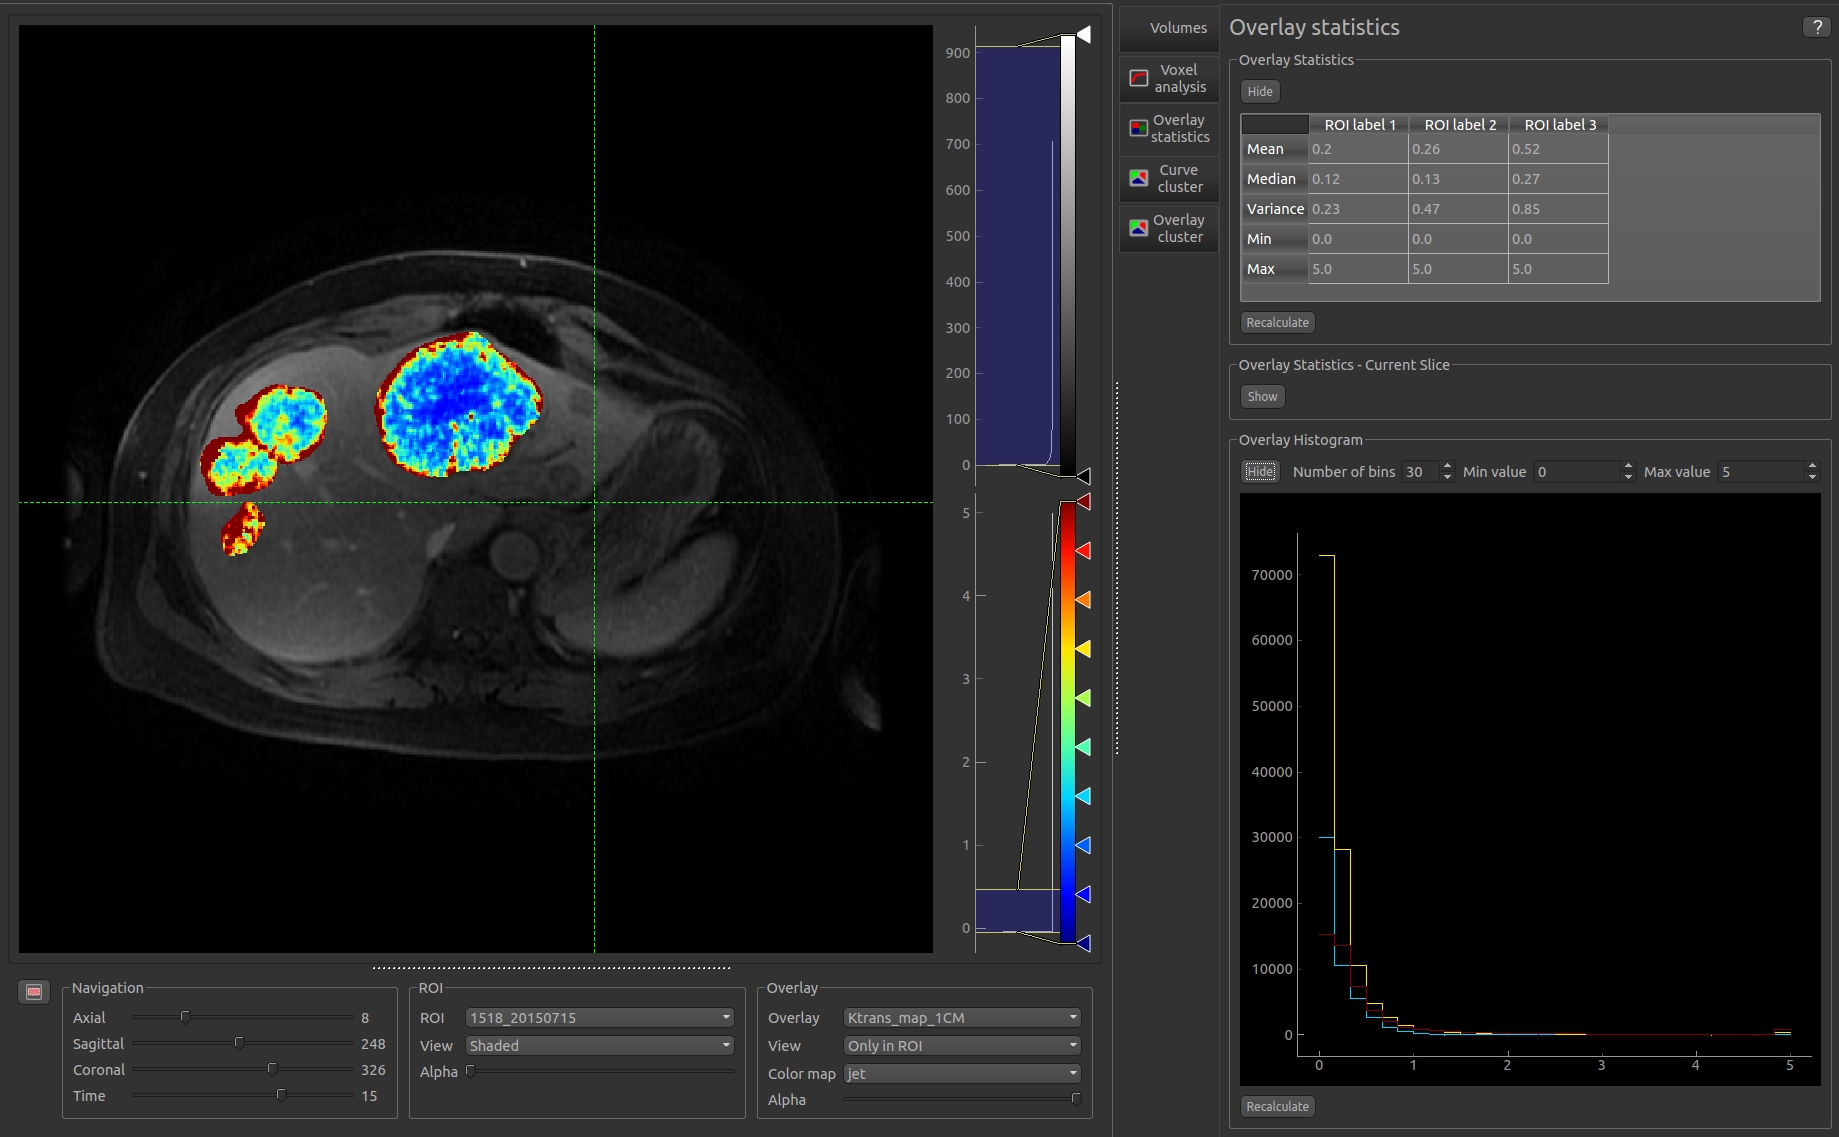 900
800
700
600
500
400
300
200
100
0
5
4
3
2
1
0
Navigation
Axial 8
Sagittal 248
Coronal 326
Time 15
ROI
ROI 1518_20150715
View Shaded
Alpha
Overlay
Overlay Ktrans_map_1CM
View Only in ROI
Color map jet
Alpha
Volumes
Voxel
analysis
Overlay
statistics
Curve
cluster
Overlay
cluster
Overlay statistics ?
Overlay Statistics
Hide
ROI label 1 ROI label 2 ROI label 3
Mean 0.2 0.26 0.52
Median 0.12 0.13 0.27
Variance 0.23 0.47 0.85
Min 0.0 0.0 0.0
Max 5.0 5.0 5.0
Recalculate
Overlay Statistics - Current Slice
Show
Overlay Histogram
Hide Number of bins 30 Min value 0 Max value 5
70000
60000
50000
40000
30000
20000
10000
0
0 1 2 3 4 5
Recalculate